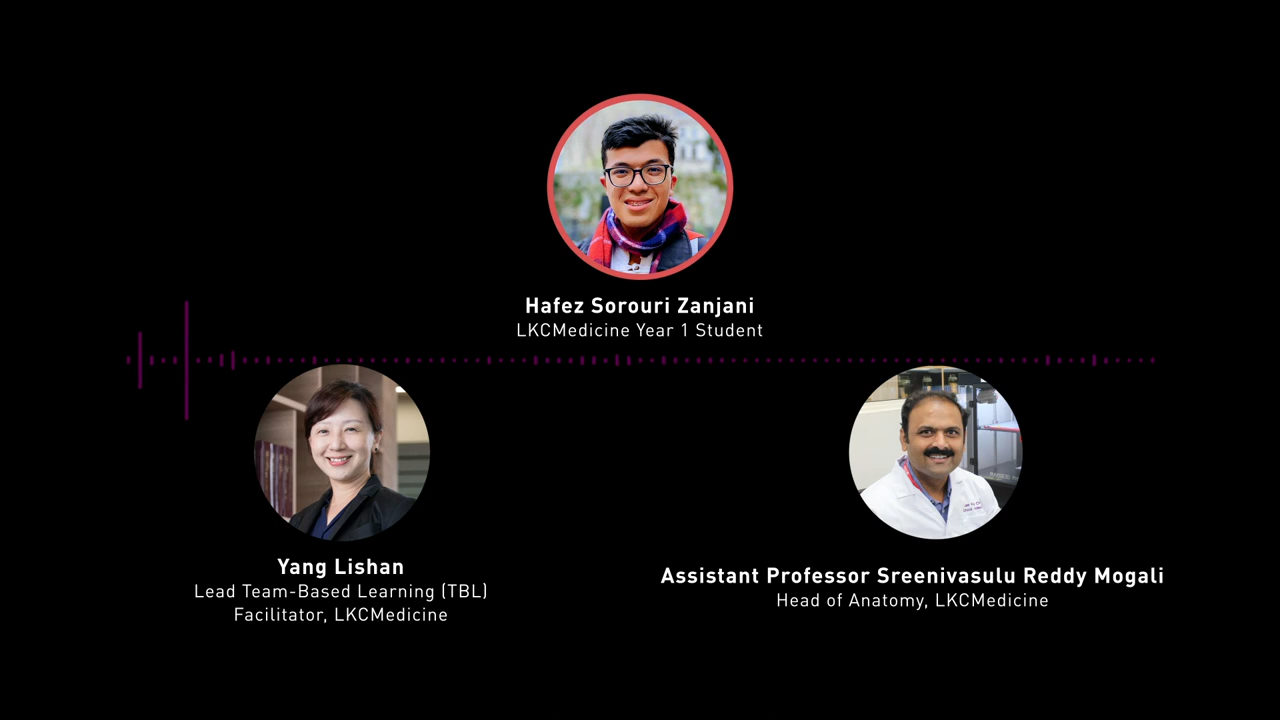 Hafez Sorouri Zanjani
LKCMedicine Year 1 Student
Yang Lishan
Lead Team-Based Learning (TBL)
Facilitator, LKCMedicine
Assistant Professor Sreenivasulu Reddy Mogali
Head of Anatomy, LKCMedicine